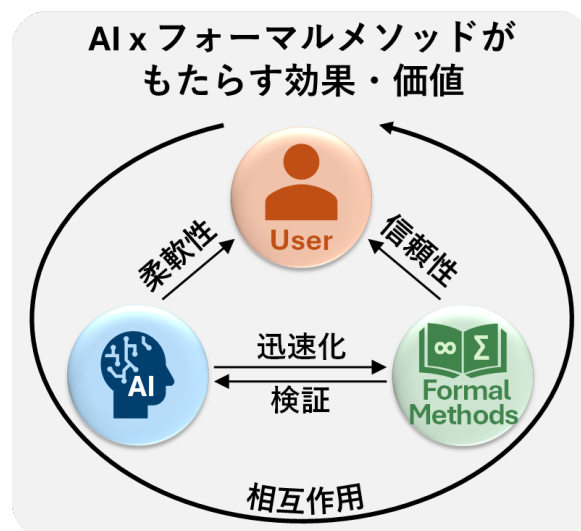 AI x フォーマルメソッドが
もたらす効果・価値
User
柔軟性
信頼性
AI
迅速化
検証
∞ Σ
Formal
Methods
相互作用